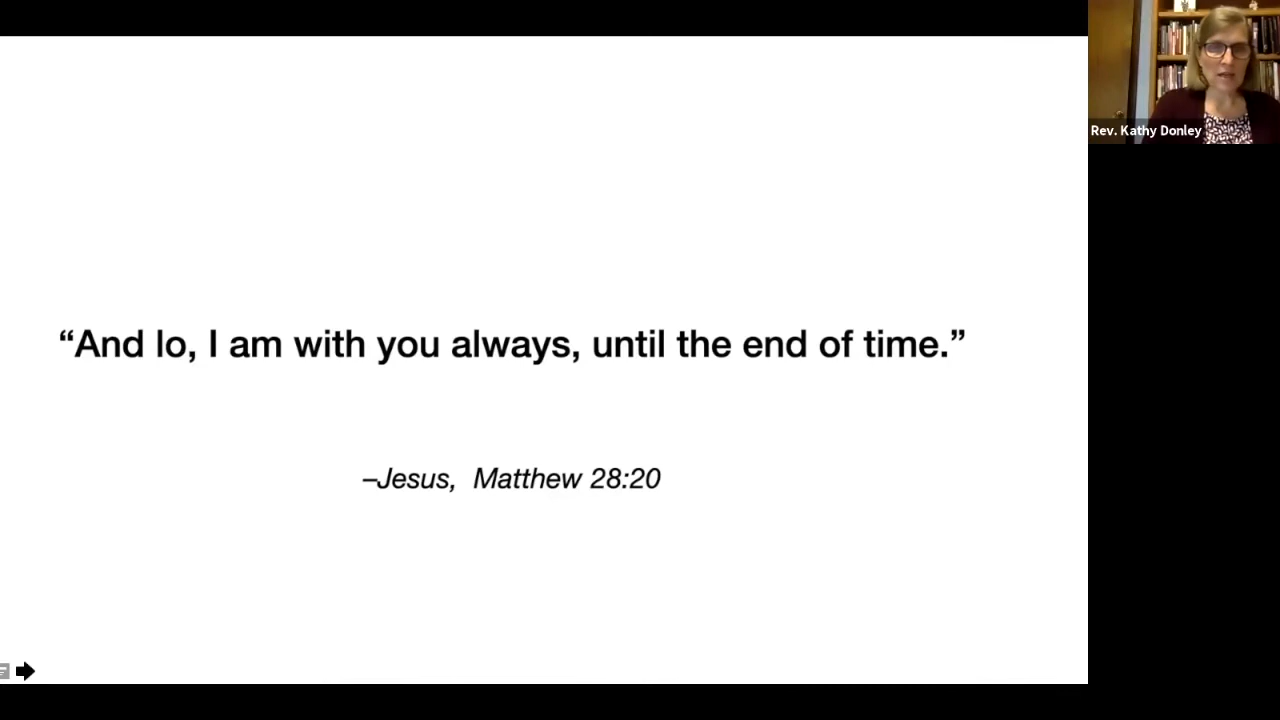 “And lo, I am with you always, until the end of time.”
–Jesus,  Matthew 28:20
Rev. Kathy Donley